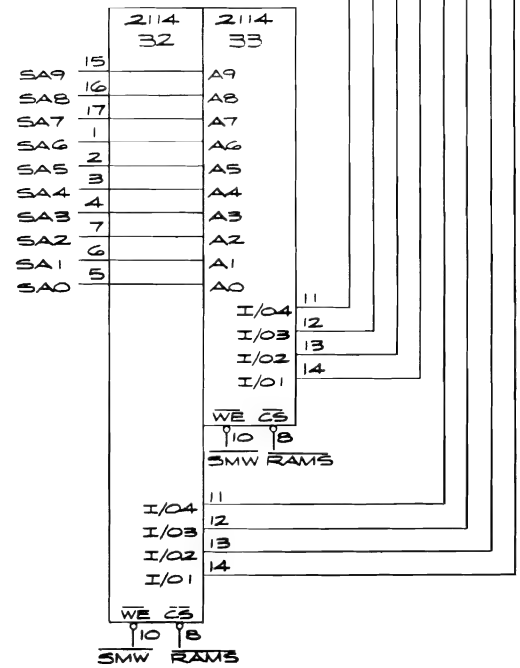 2114 2114
32 33
SA9 15 A9
SA8 16 A8
SA7 17 A7
SA6 1 A6
SA5 2 A5
SA4 3 A4
SA3 4 A3
SA2 7 A2
SA1 6 A1
SA0 5 A0
I/O4 11
I/O3 12
I/O2 13
I/O1 14
WE CS
10 8
SMW RAMS
I/O4 11
I/O3 12
I/O2 13
I/O1 14
WE CS
10 8
SMW RAMS